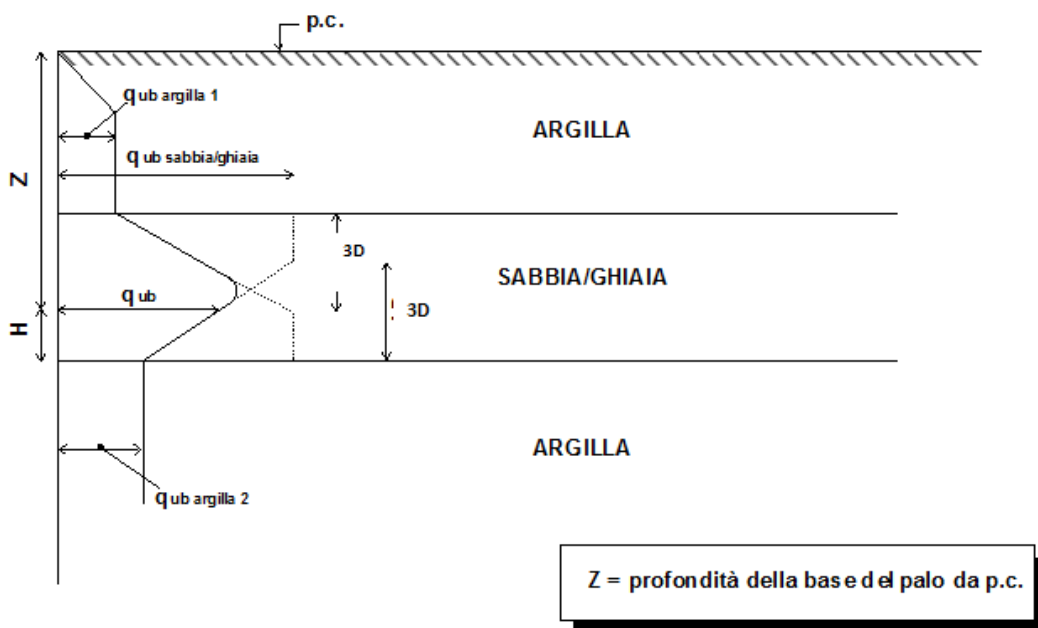 p.c.
q ub argilla 1
ARGILLA
q ub sabbia/ghiaia
Z
3D
SABBIA/GHIAIA
q ub
3D
H
ARGILLA
q ub argilla 2
Z = profondità della base del palo da p.c.